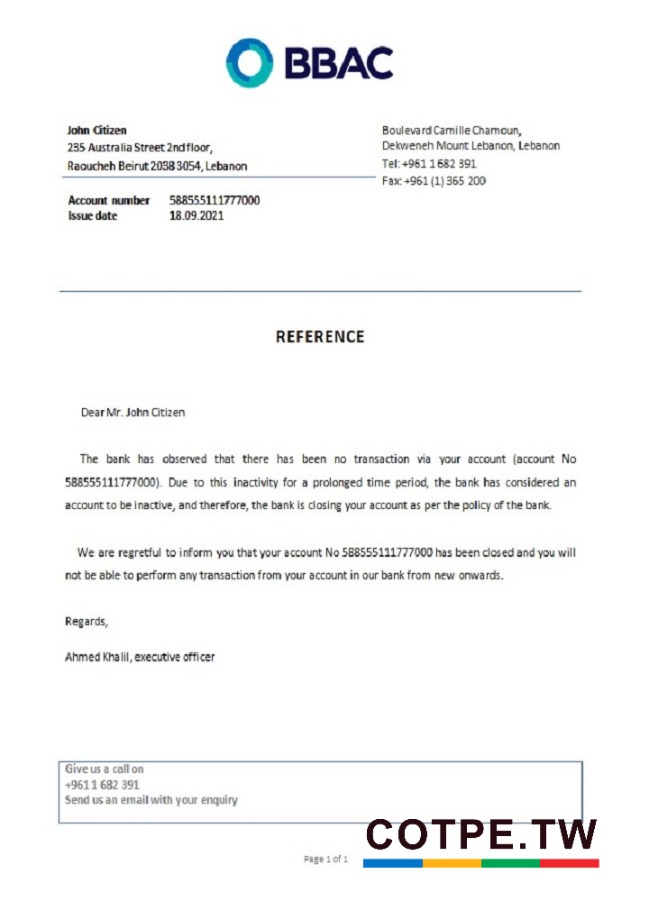 BBAC
John Citizen
235 Australia Street 2nd floor,
Raoucheh Beirut 2038 3054, Lebanon
Boulevard Camille Chamoun,
Dekweneh Mount Lebanon, Lebanon
Tel: +961 1 682 391
Fax: +961 (1) 365 200
Account number 588555111777000
Issue date 18.09.2021
REFERENCE
Dear Mr. John Citizen
The bank has observed that there has been no transaction via your account (account No
588555111777000). Due to this inactivity for a prolonged time period, the bank has considered an
account to be inactive, and therefore, the bank is closing your account as per the policy of the bank.
We are regretful to inform you that your account No 588555111777000 has been closed and you will
not be able to perform any transaction from your account in our bank from new onwards.
Regards,
Ahmed Khalil, executive officer
Give us a call on
+961 1 682 391
Send us an email with your enquiry
COTPE.TW
Page 1 of 1